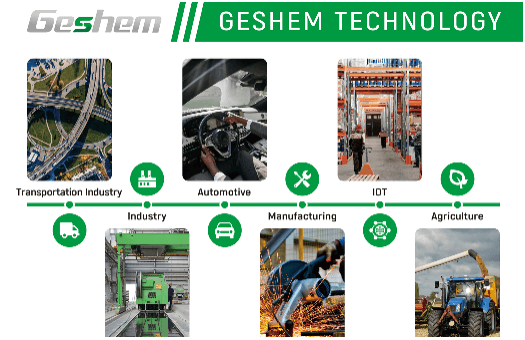 Geshem
GESHEM TECHNOLOGY
Transportation Industry
Automotive
IOT
Industry
Manufacturing
Agriculture